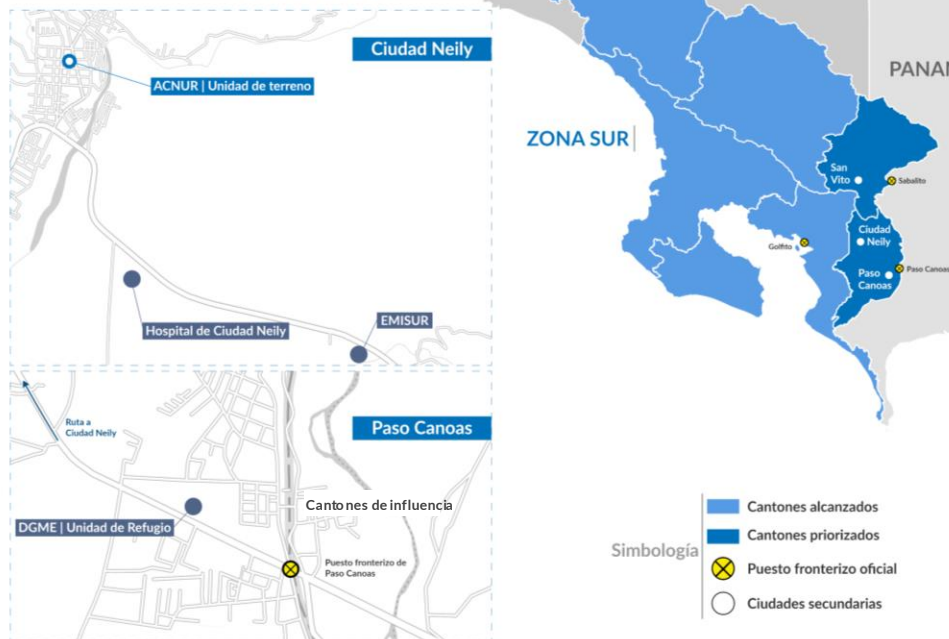 Ciudad Neily
ACNUR | Unidad de terreno
Hospital de Ciudad Neily
EMISUR
Paso Canoas
Ruta a
Ciudad Neily
Cantones de influencia
DGME | Unidad de Refugio
Puesto fronterizo de
Paso Canoas
ZONA SUR
PANAM
San
Vito
Sabalito
Ciudad
Neily
Golfito
Paso
Canoas
Paso Canoas
Simbología
Cantones alcanzados
Cantones priorizados
Puesto fronterizo oficial
Ciudades secundarias